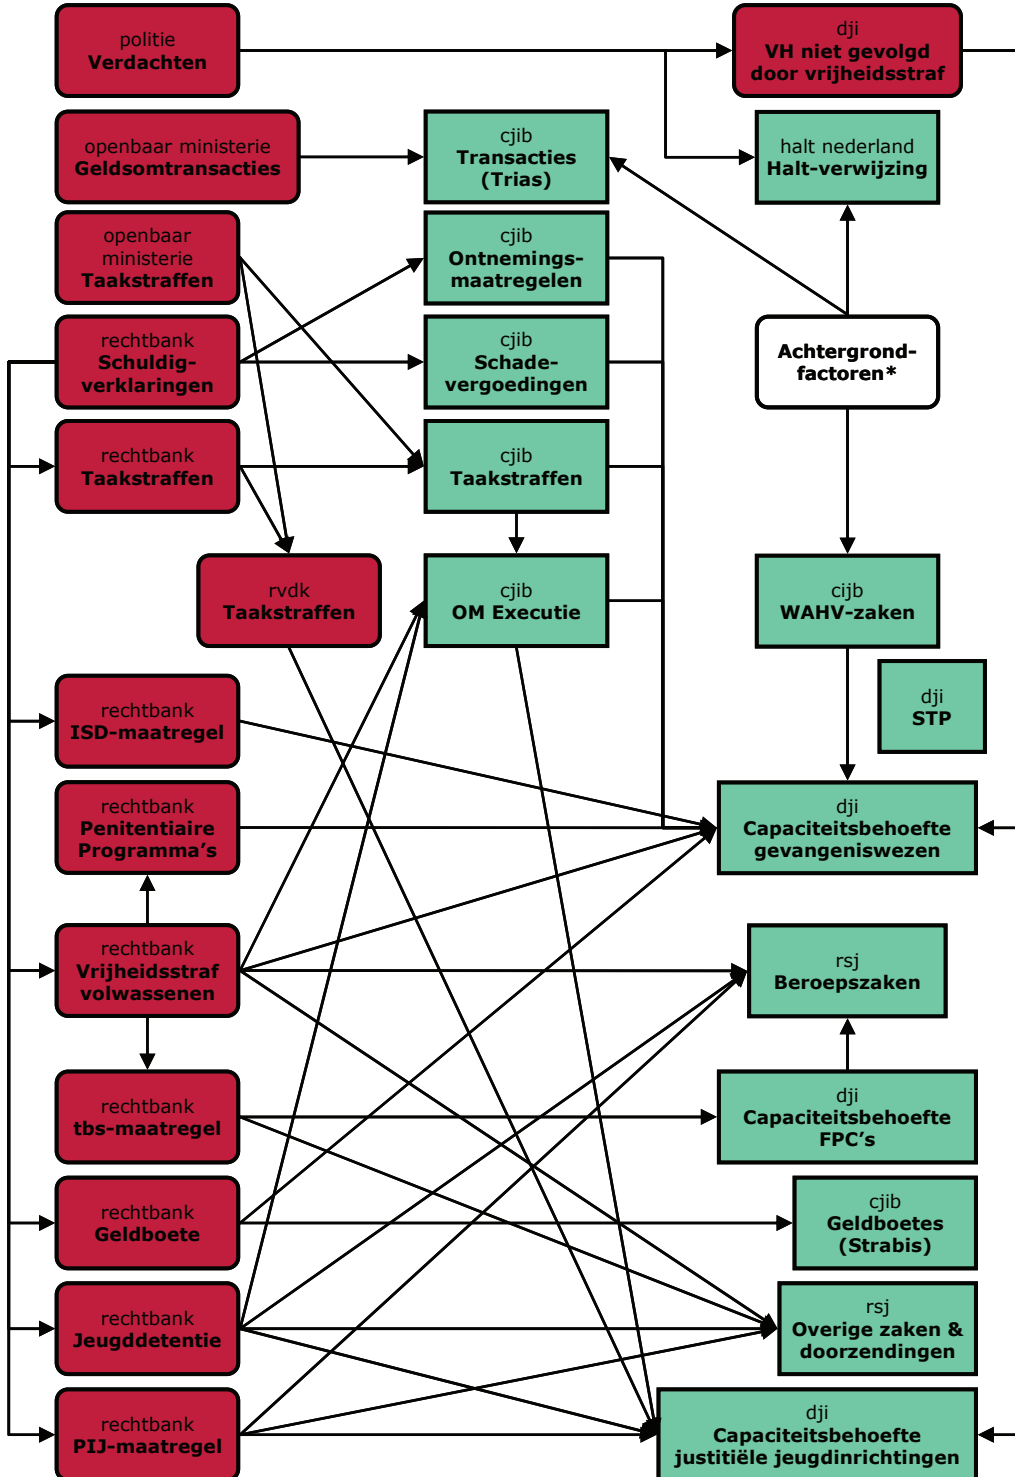 politie
Verdachten
dji
VH niet gevolgd
door vrijheidsstraf
openbaar ministerie
Geldsomtransacties
cjib
Transacties
(Trias)
halt nederland
Halt-verwijzing
openbaar
ministerie
Taakstraffen
cjib
Ontnemings-
maatregelen
rechtbank
Schuldig-
verklaringen
cjib
Schade-
vergoedingen
Achtergrond-
factoren*
rechtbank
Taakstraffen
cjib
Taakstraffen
rvdk
Taakstraffen
cjib
OM Executie
cijb
WAHV-zaken
dji
STP
rechtbank
ISD-maatregel
rechtbank
Penitentiaire
Programma's
dji
Capaciteitsbehoefte
gevangeniswezen
rechtbank
Vrijheidsstraf
volwassenen
rsj
Beroepszaken
rechtbank
tbs-maatregel
dji
Capaciteitsbehoefte
FPC's
rechtbank
Geldboete
cjib
Geldboetes
(Strabis)
rechtbank
Jeugddetentie
rsj
Overige zaken &
doorzendingen
rechtbank
PIJ-maatregel
dji
Capaciteitsbehoefte
justitiële jeugdinrichtingen